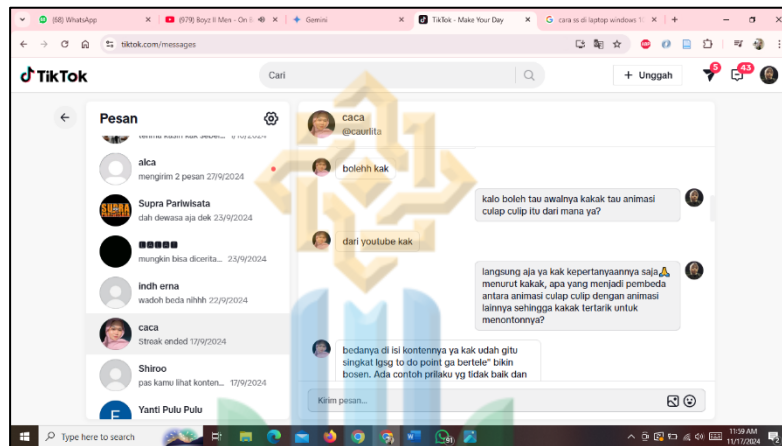 (68) WhatsApp
(979) Boyz II Men - On
Gemini
TikTok - Make Your Day
cara ss di laptop windows 1
tiktok.com/messages
TikTok
Cari
+ Unggah
5
43
Pesan
alca
mengirim 2 pesan 27/9/2024
SUPRA
Supra Pariwisata
dah dewasa aja dek 23/9/2024
mungkin bisa dicerita... 23/9/2024
indh erna
wadoh beda nihhh 22/9/2024
caca
Streak ended 17/9/2024
Shiroo
pas kamu lihat konten... 17/9/2024
F
Yanti Pulu Pulu
caca
@caurlita
bolehh kak
kalo boleh tau awalnya kakak tau animasi
culap culip itu dari mana ya?
dari youtube kak
langsung aja ya kak kepertanyaannya saja🙏
menurut kakak, apa yang menjadi pembeda
antara animasi culap culip dengan animasi
lainnya sehingga kakak tertarik untuk
menontonnya?
bedanya di isi kontennya ya kak udah gitu
singkat lgsg to do point ga bertele" bikin
bosen. Ada contoh prilaku yg tidak baik dan
Kirim pesan...
Type here to search
91
11:59 AM
11/17/2024